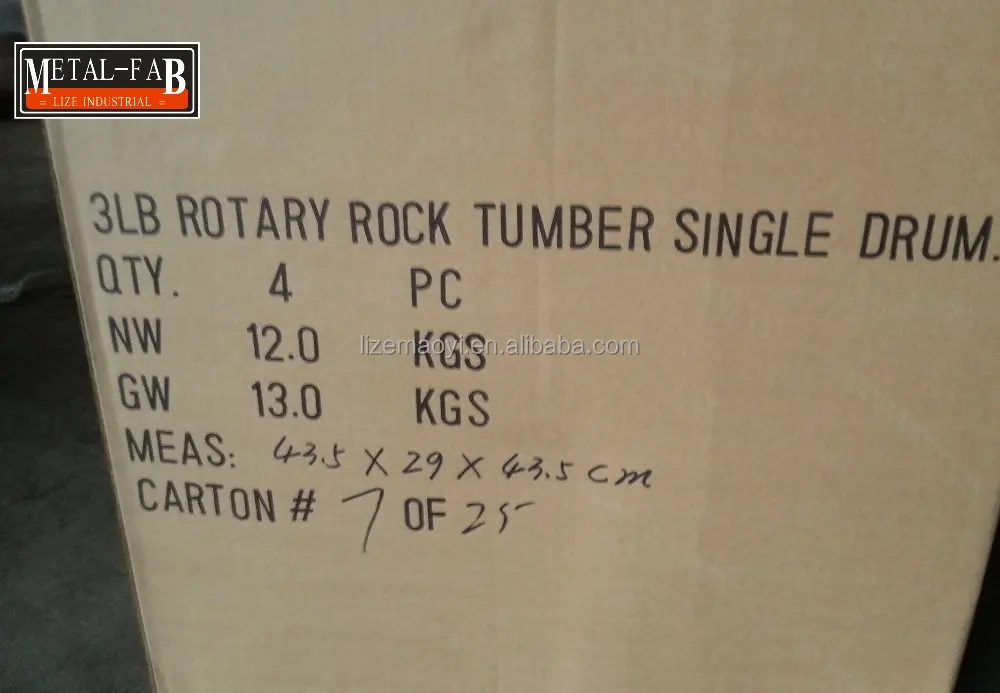 METAL-FAB
= LIZE INDUSTRIAL =
3LB ROTARY ROCK TUMBER SINGLE DRUM.
QTY. 4 PC
NW 12.0 KGS
lizemaoyi.en.alibaba.com
GW 13.0 KGS
MEAS: 43.5 X 29 X 43.5 cm
CARTON # 7 OF 25